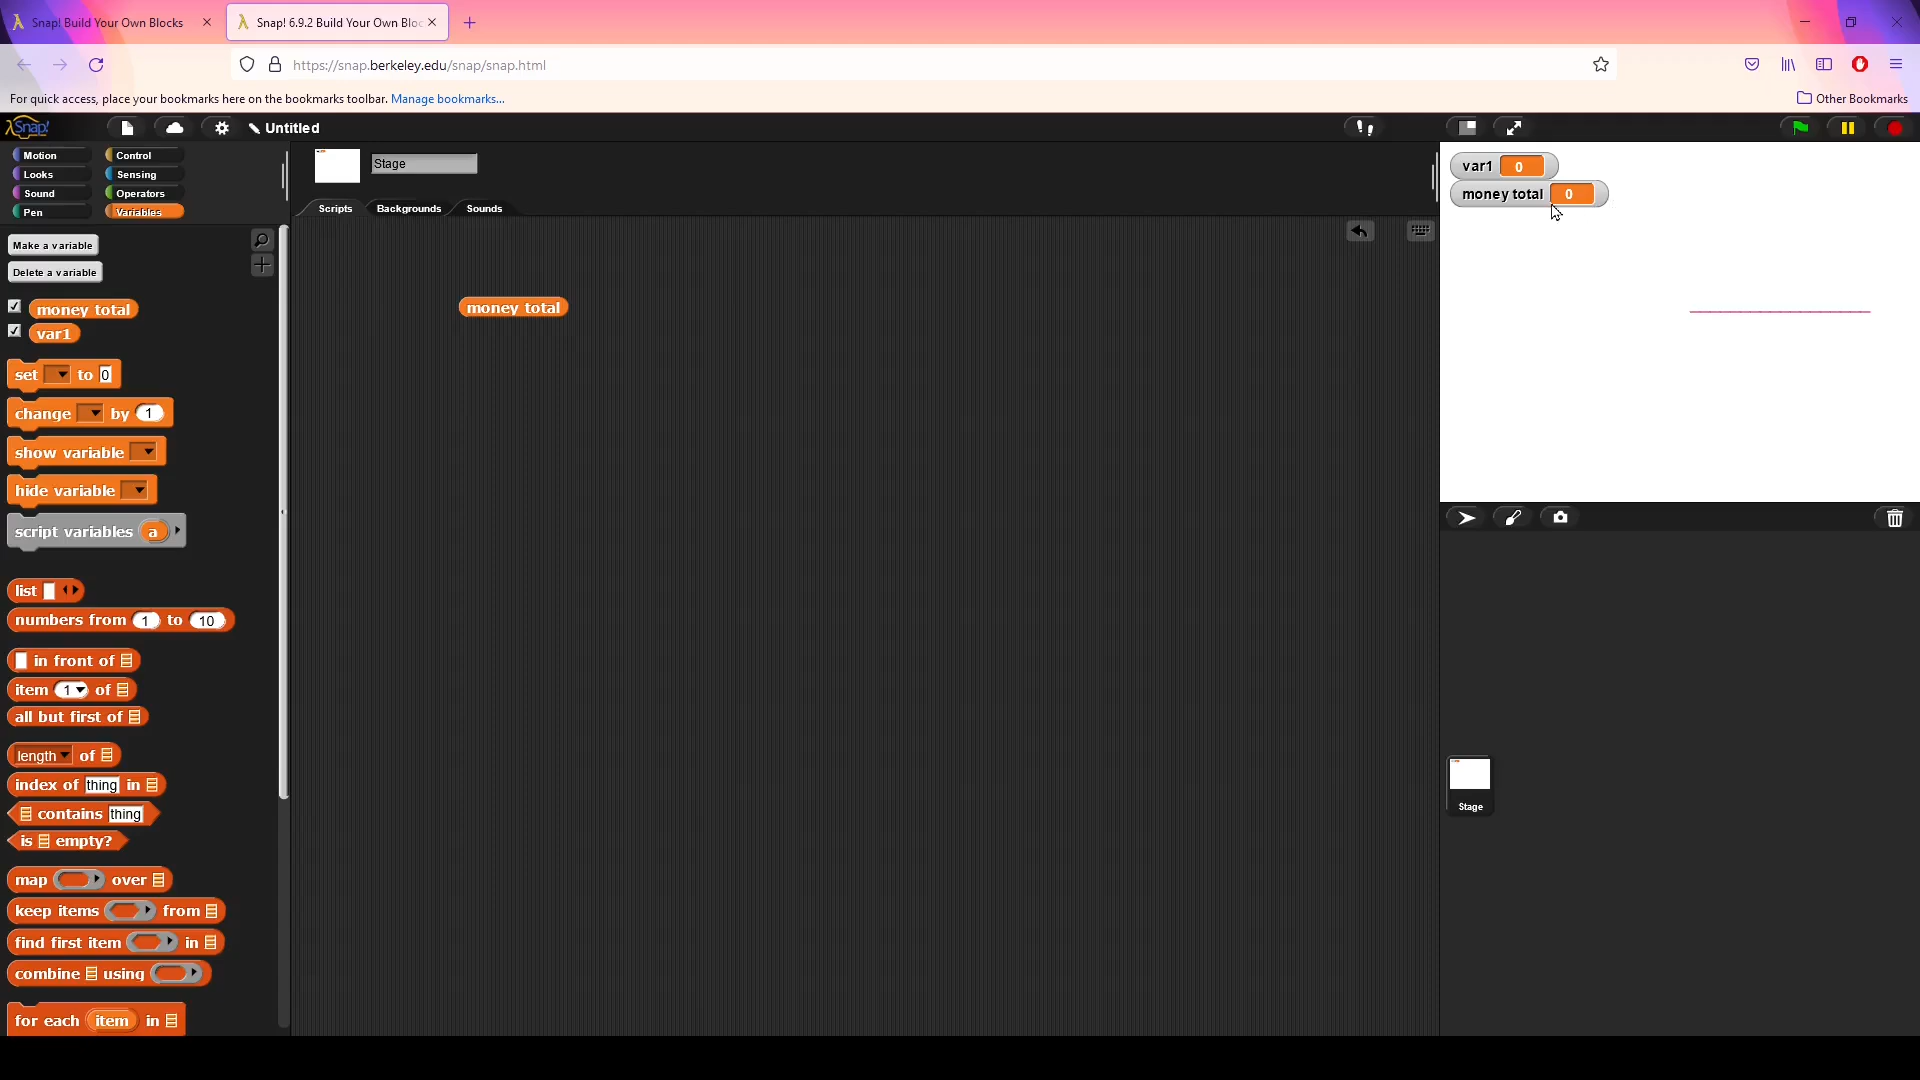 Snap! Build Your Own Blocks
Snap! 6.9.2 Build Your Own Bloc
https://snap.berkeley.edu/snap/snap.html
For quick access, place your bookmarks here on the bookmarks toolbar. Manage bookmarks...
Other Bookmarks
Snap!
Untitled
Motion
Control
Looks
Sensing
Sound
Operators
Pen
Variables
Stage
Scripts
Backgrounds
Sounds
Make a variable
Delete a variable
money total
var1
set to 0
change by 1
show variable
hide variable
script variables a
list
numbers from 1 to 10
in front of
item 1 of
all but first of
length of
index of thing in
contains thing
is empty?
map over
keep items from
find first item in
combine using
for each item in
money total
var1 0
money total 0
Stage